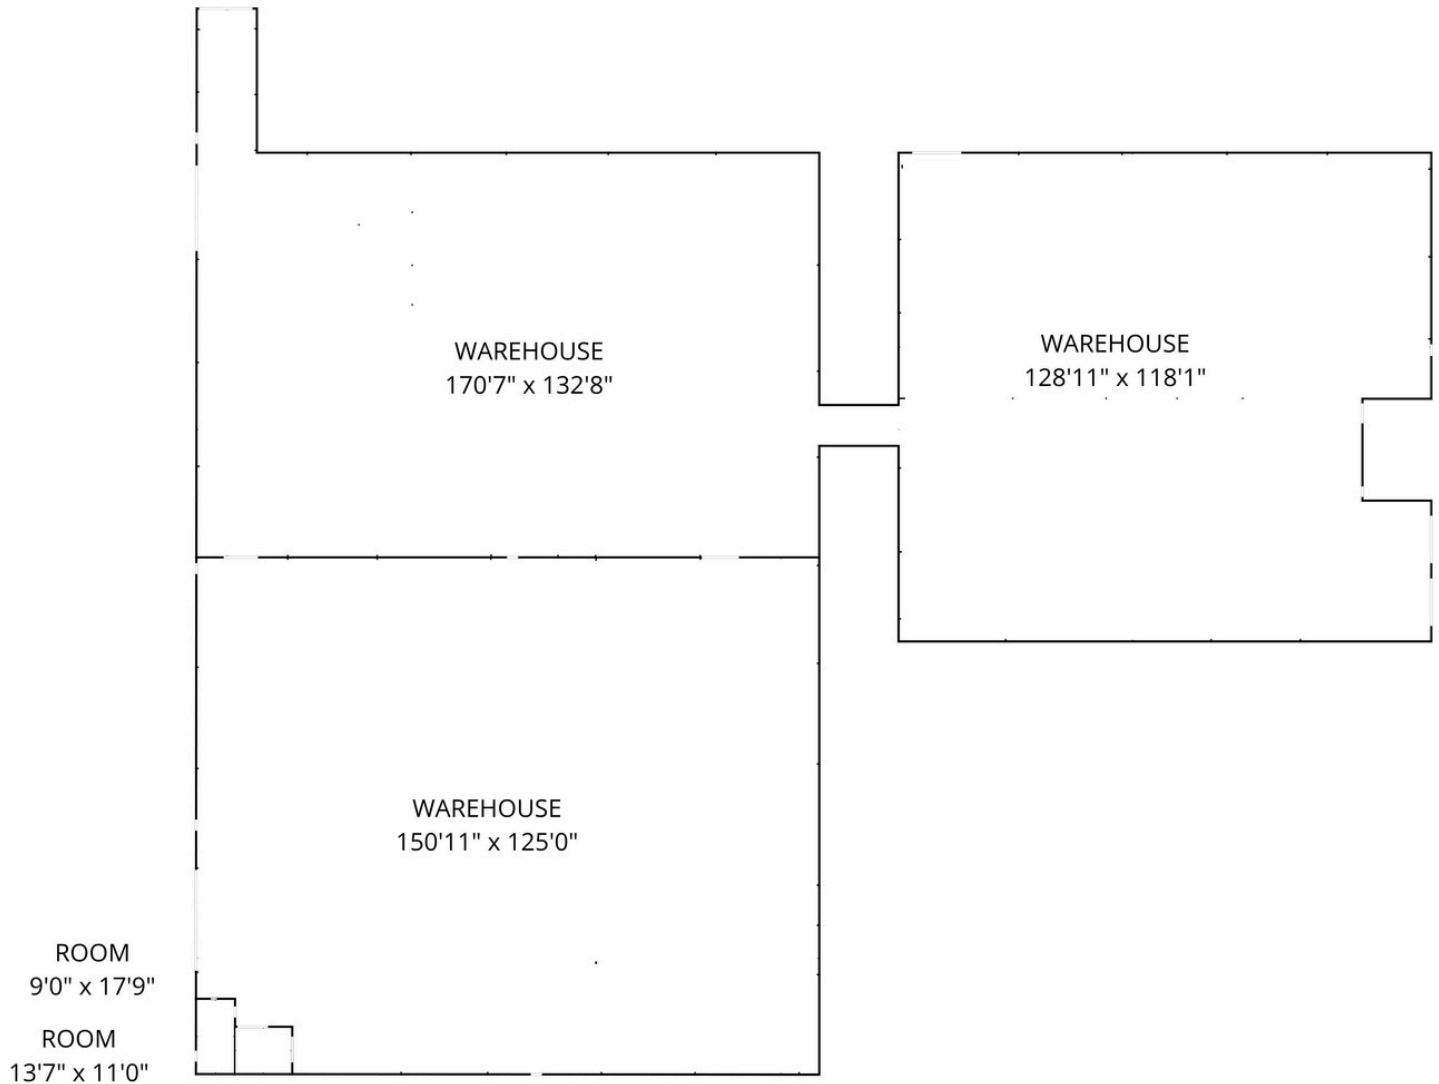 WAREHOUSE
170'7" x 132'8"
WAREHOUSE
128'11" x 118'1"
WAREHOUSE
150'11" x 125'0"
ROOM
9'0" x 17'9"
ROOM
13'7" x 11'0"